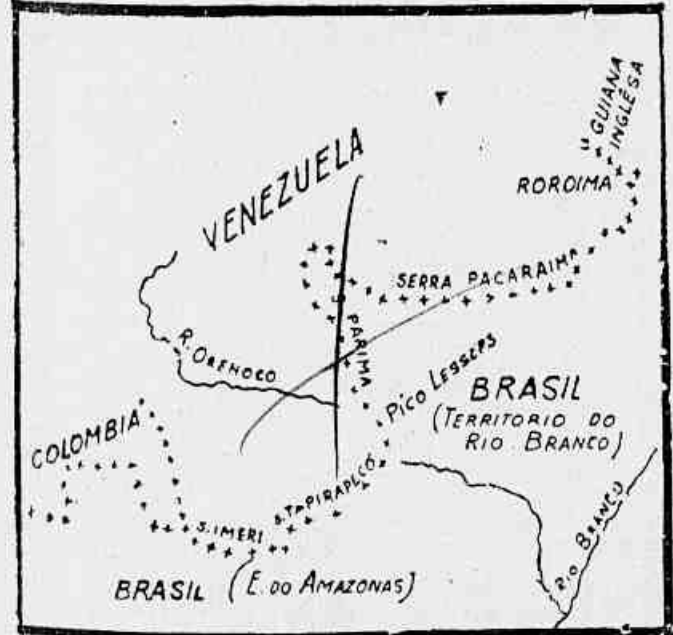 GUIANA
INGLÊSA
ROROIMA
VENEZUELA
SERRA PACARAIMA
S. PARIMA
R. ORENOCO
PICO LESSEPS
BRASIL
(TERRITORIO DO
RIO BRANCO)
COLOMBIA
S. TAPIRAPECÓ
S. IMERI
RIO BRANCO
BRASIL (E. DO AMAZONAS)